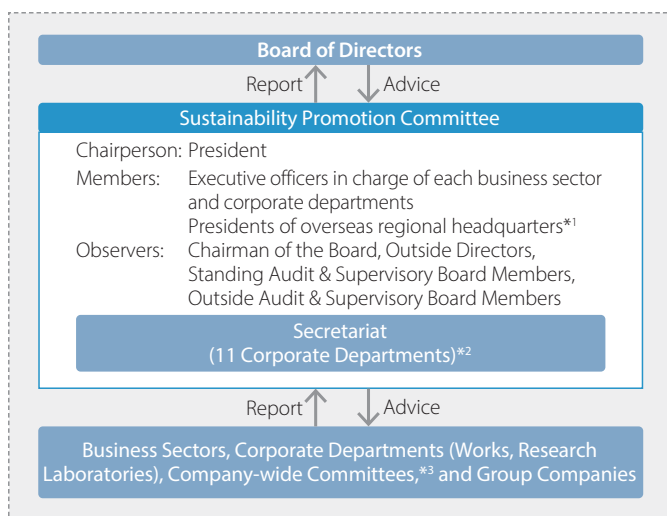 Board of Directors
Report Advice
Sustainability Promotion Committee
Chairperson: President
Members: Executive officers in charge of each business sector
and corporate departments
Presidents of overseas regional headquarters*1
Observers: Chairman of the Board, Outside Directors,
Standing Audit & Supervisory Board Members,
Outside Audit & Supervisory Board Members
Secretariat
(11 Corporate Departments)*2
Report Advice
Business Sectors, Corporate Departments (Works, Research
Laboratories), Company-wide Committees,*3 and Group Companies